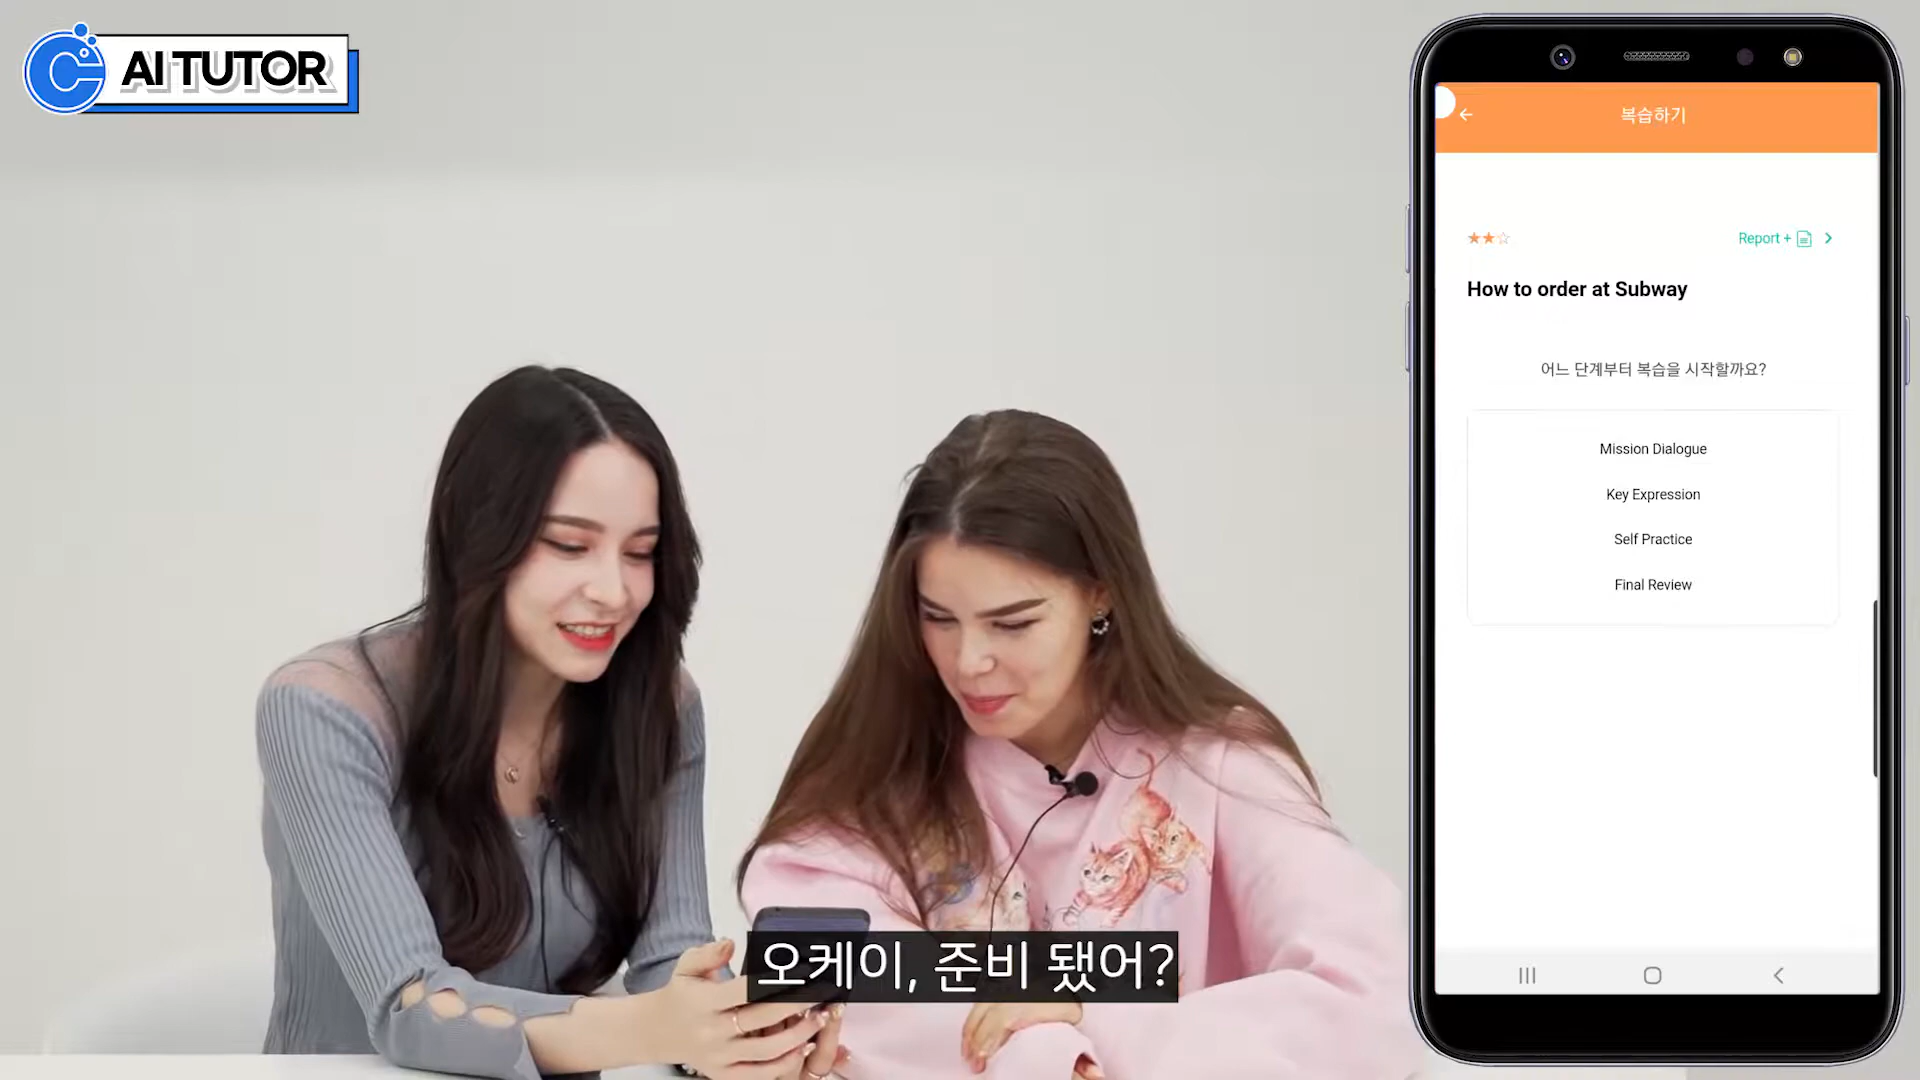 AI TUTOR
복습하기
Report +
How to order at Subway
어느 단계부터 복습을 시작할까요?
Mission Dialogue
Key Expression
Self Practice
Final Review
오케이, 준비 됐어?